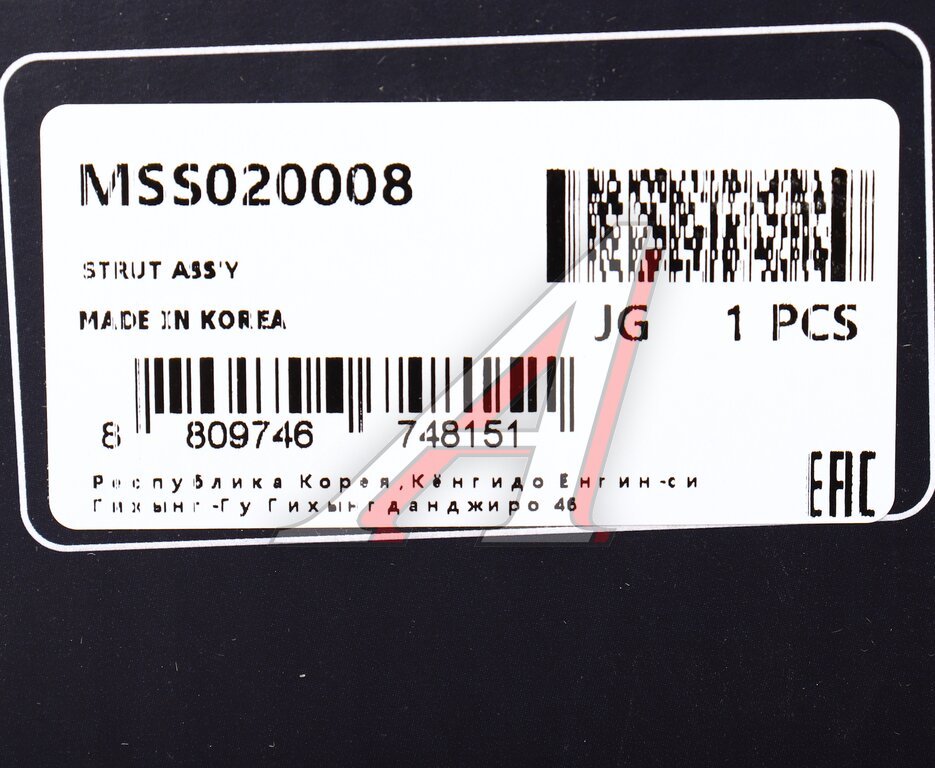 MSS020008
STRUT ASS'Y
MADE IN KOREA
JG 1 PCS
8 809746 748151
Республика Корея, Кёнгидо Ёнгин-си
Гихынг-Гу Гихынгданджиро 46
EAC